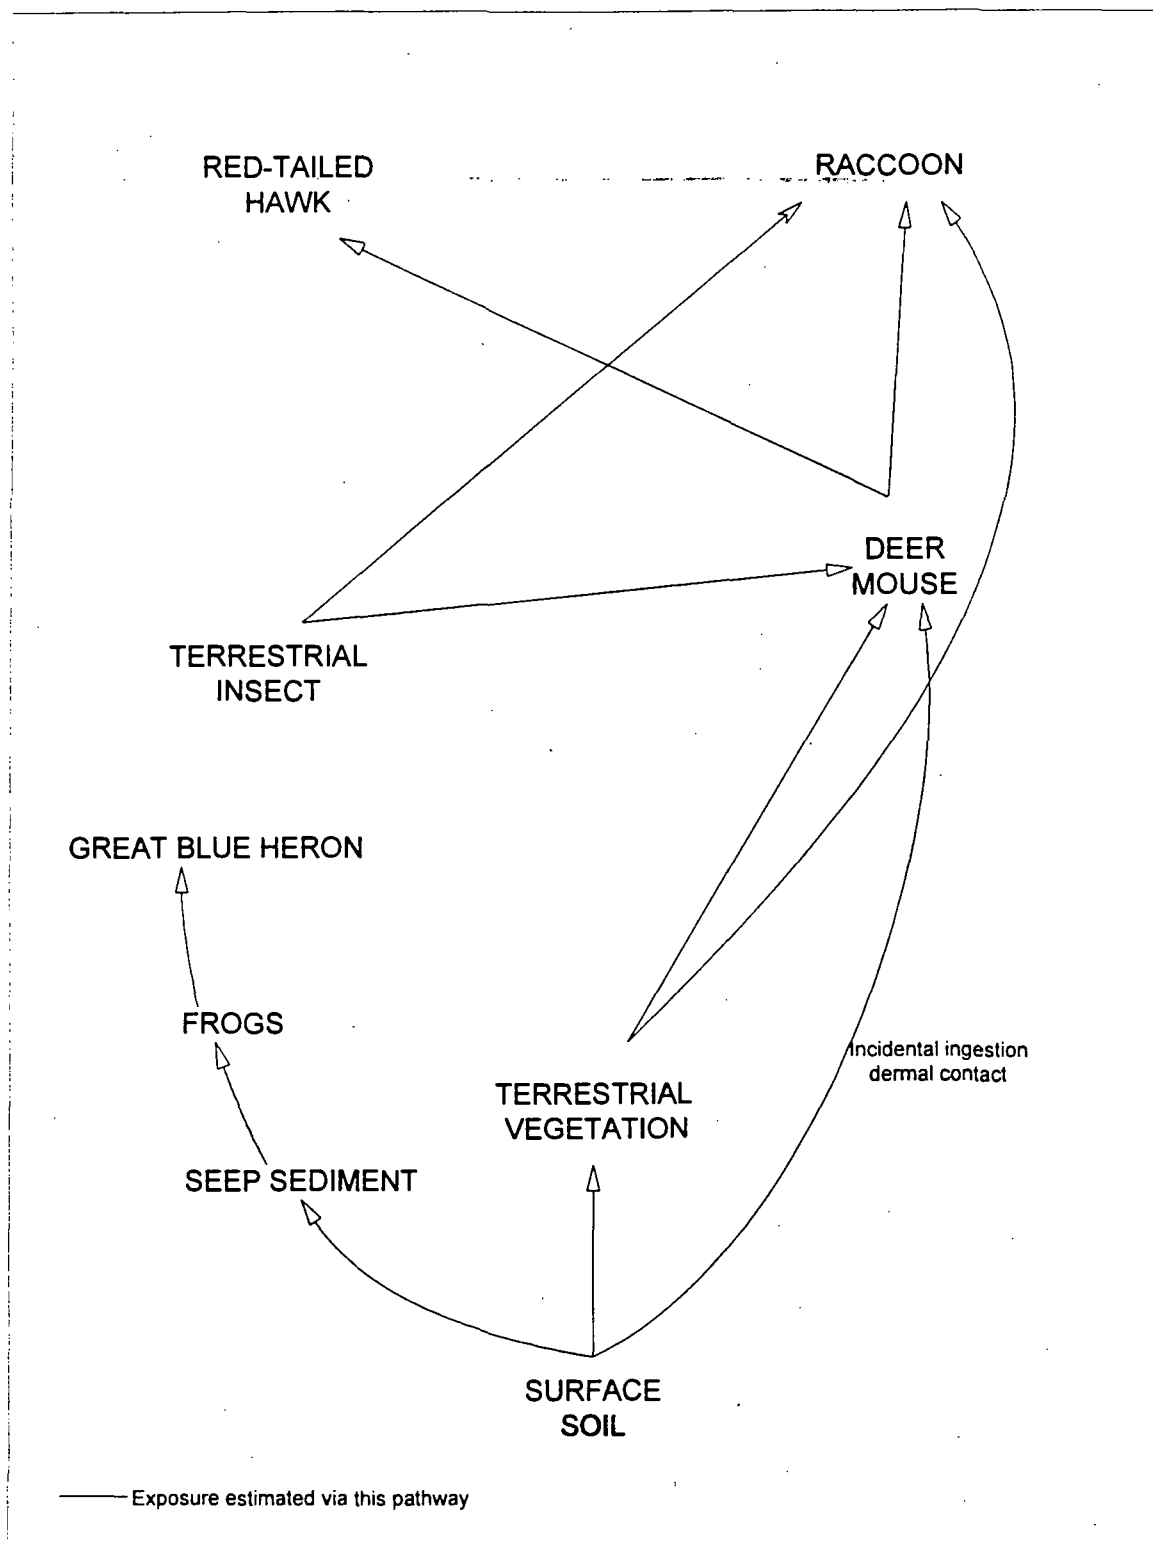 RED-TAILED
HAWK
RACCOON
DEER
MOUSE
TERRESTRIAL
INSECT
GREAT BLUE HERON
FROGS
Incidental ingestion
dermal contact
TERRESTRIAL
VEGETATION
SEEP SEDIMENT
SURFACE
SOIL
Exposure estimated via this pathway